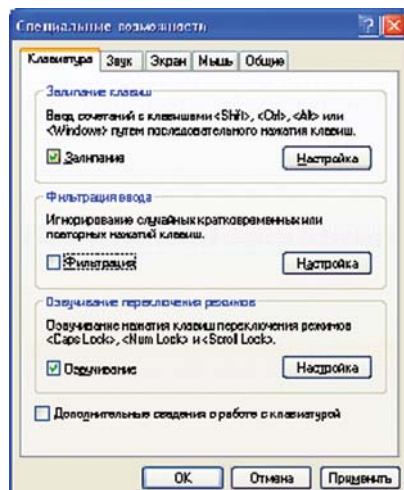 Специальные возможности
Клавиатура Звук Экран Мышь Общие
Залипание клавиш
Ввод сочетаний с клавишами <Shift>, <Ctrl>, <Alt> или
<Windows> путем последовательного нажатия клавиш.
Залипание Настройка
Фильтрация ввода
Игнорирование случайных кратковременных или
повторных нажатий клавиш.
Фильтрация Настройка
Озвучивание переключения режимов
Озвучивание нажатия клавиш переключения режимов
<Caps Lock>, <Num Lock> и <Scroll Lock>.
Озвучивание Настройка
Дополнительные сведения о работе с клавиатурой
OK Отмена Применить